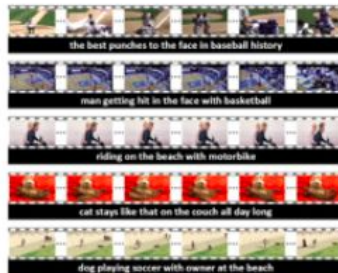 the best punches to the face in baseball history
man getting hit in the face with basketball
riding on the beach with motorbike
cat stays like that on the couch all day long
dog playing soccer with owner at the beach